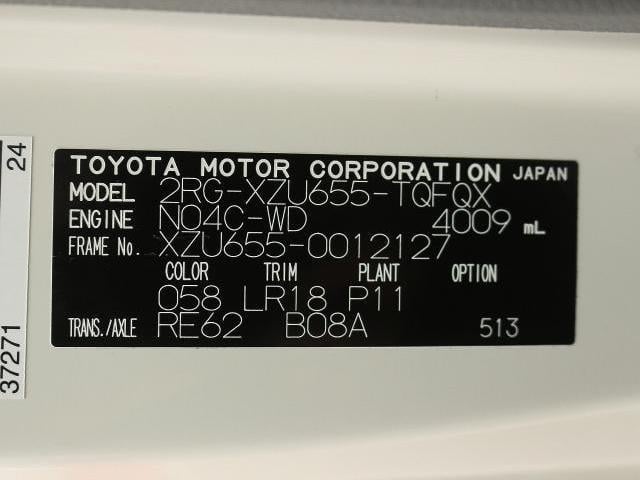 TOYOTA MOTOR CORPORATION JAPAN
MODEL 2RG-XZU655-TQFQX
ENGINE N04C-WD 4009 mL
FRAME No. XZU655-0012127
COLOR TRIM PLANT OPTION
058 LR18 P11
TRANS./AXLE RE62 B08A 513
37271 24